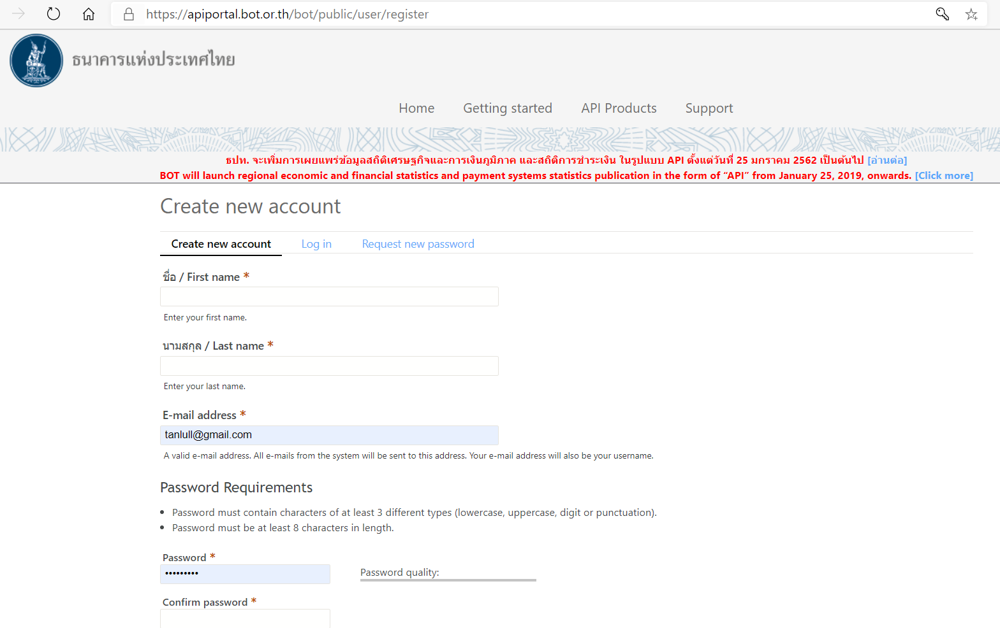 https://apiportal.bot.or.th/bot/public/user/register
ธนาคารแห่งประเทศไทย
Home Getting started API Products Support
ธปท. จะเพิ่มการเผยแพร่ข้อมูลสถิติเศรษฐกิจและการเงินภูมิภาค และสถิติการชำระเงิน ในรูปแบบ API ตั้งแต่วันที่ 25 มกราคม 2562 เป็นต้นไป [อ่านต่อ]
BOT will launch regional economic and financial statistics and payment systems statistics publication in the form of “API” from January 25, 2019, onwards. [Click more]
Create new account
Create new account Log in Request new password
ชื่อ / First name *
Enter your first name.
นามสกุล / Last name *
Enter your last name.
E-mail address *
tanlull@gmail.com
A valid e-mail address. All e-mails from the system will be sent to this address. Your e-mail address will also be your username.
Password Requirements
• Password must contain characters of at least 3 different types (lowercase, uppercase, digit or punctuation).
• Password must be at least 8 characters in length.
Password *
•••••••••
Password quality:
Confirm password *